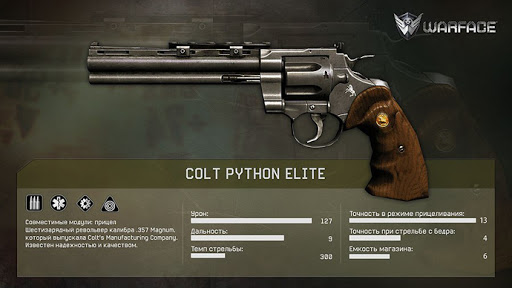 WARFACE
COLT PYTHON ELITE
Совместимые модули: прицел
Шестизарядный револьвер калибра .357 Magnum,
который выпускала Colt's Manufacturing Company.
Известен надежностью и качеством.
Урон:
127
Дальность:
9
Темп стрельбы:
300
Точность в режиме прицеливания:
13
Точность при стрельбе с бедра:
4
Емкость магазина:
6